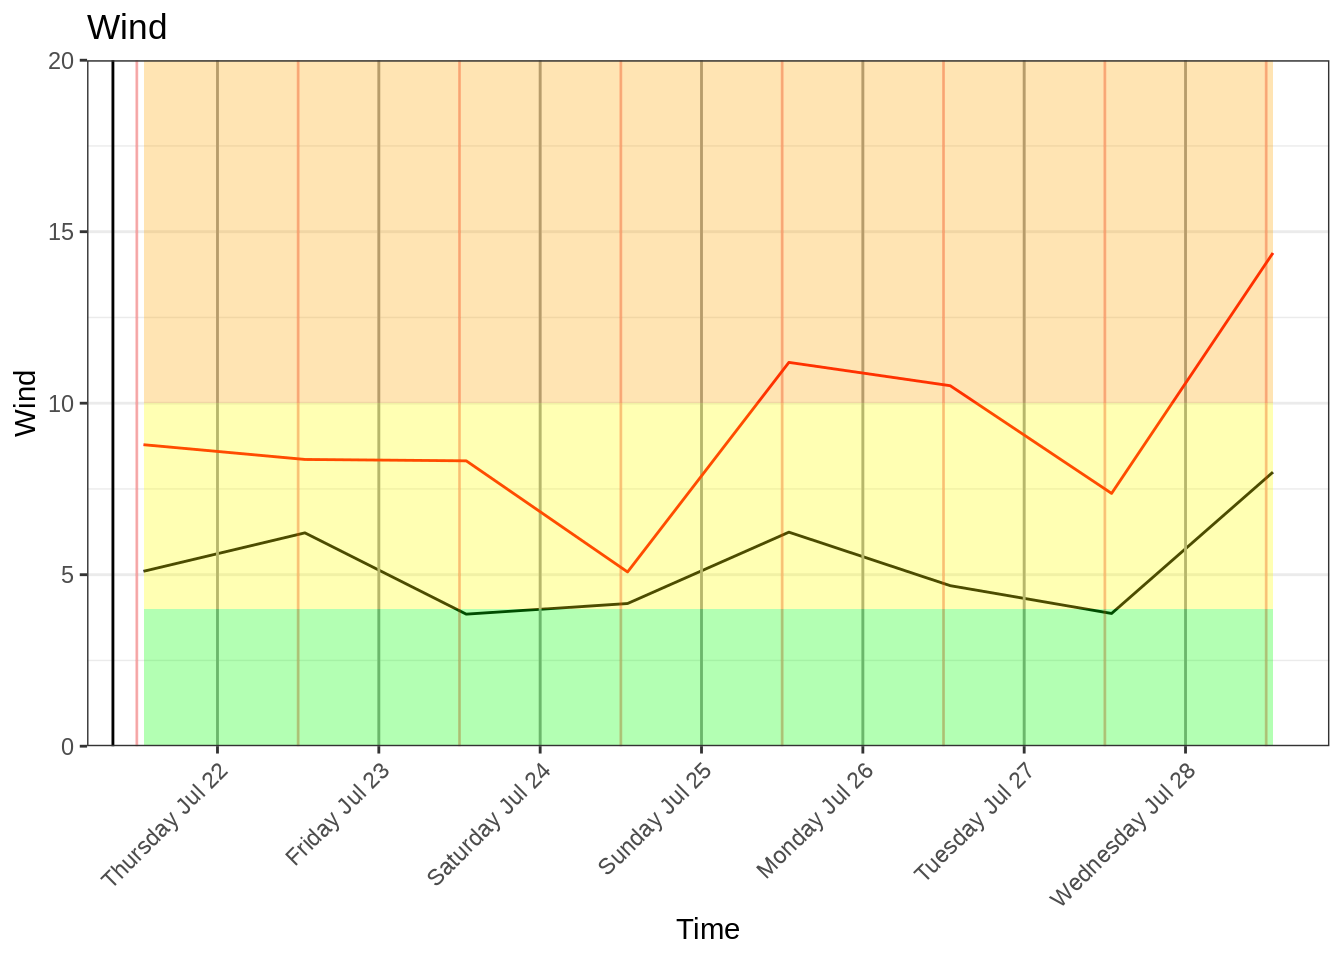 Wind
20
15
10
5
0
Wind
Thursday Jul 22
Friday Jul 23
Saturday Jul 24
Sunday Jul 25
Monday Jul 26
Tuesday Jul 27
Wednesday Jul 28
Time